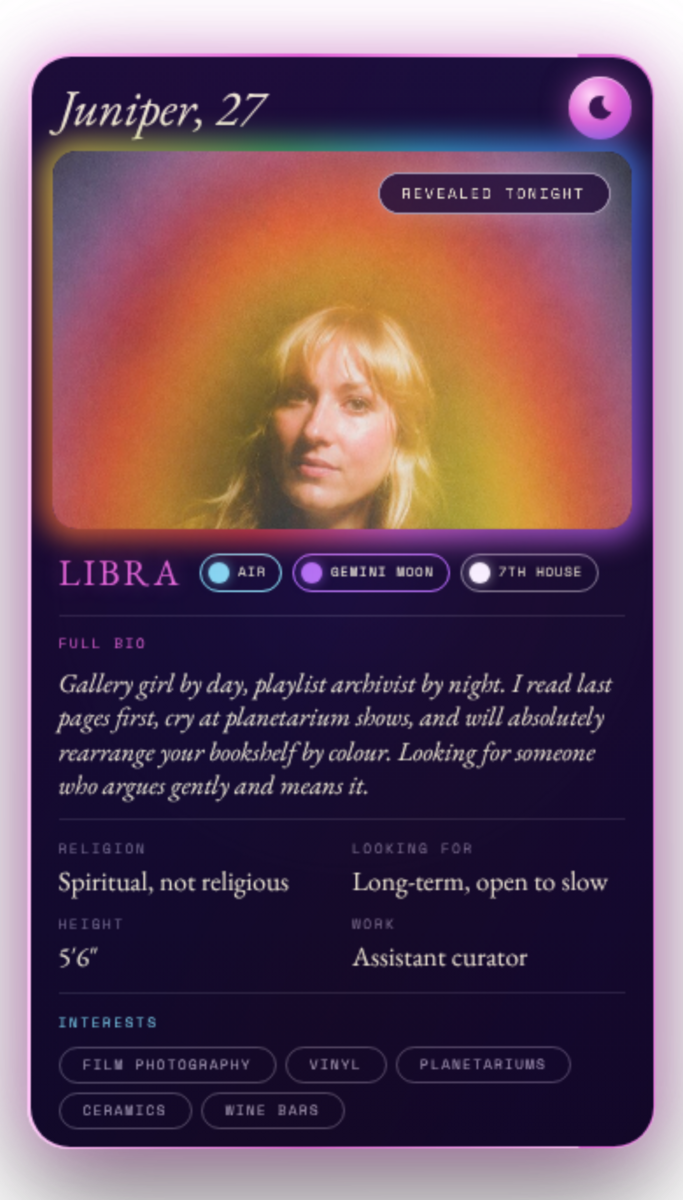 Juniper, 27
REVEALED TONIGHT
LIBRA
AIR
GEMINI MOON
7TH HOUSE
FULL BIO
Gallery girl by day, playlist archivist by night. I read last
pages first, cry at planetarium shows, and will absolutely
rearrange your bookshelf by colour. Looking for someone
who argues gently and means it.
RELIGION
LOOKING FOR
Spiritual, not religious
Long-term, open to slow
HEIGHT
WORK
5′6″
Assistant curator
INTERESTS
FILM PHOTOGRAPHY
VINYL
PLANETARIUMS
CERAMICS
WINE BARS